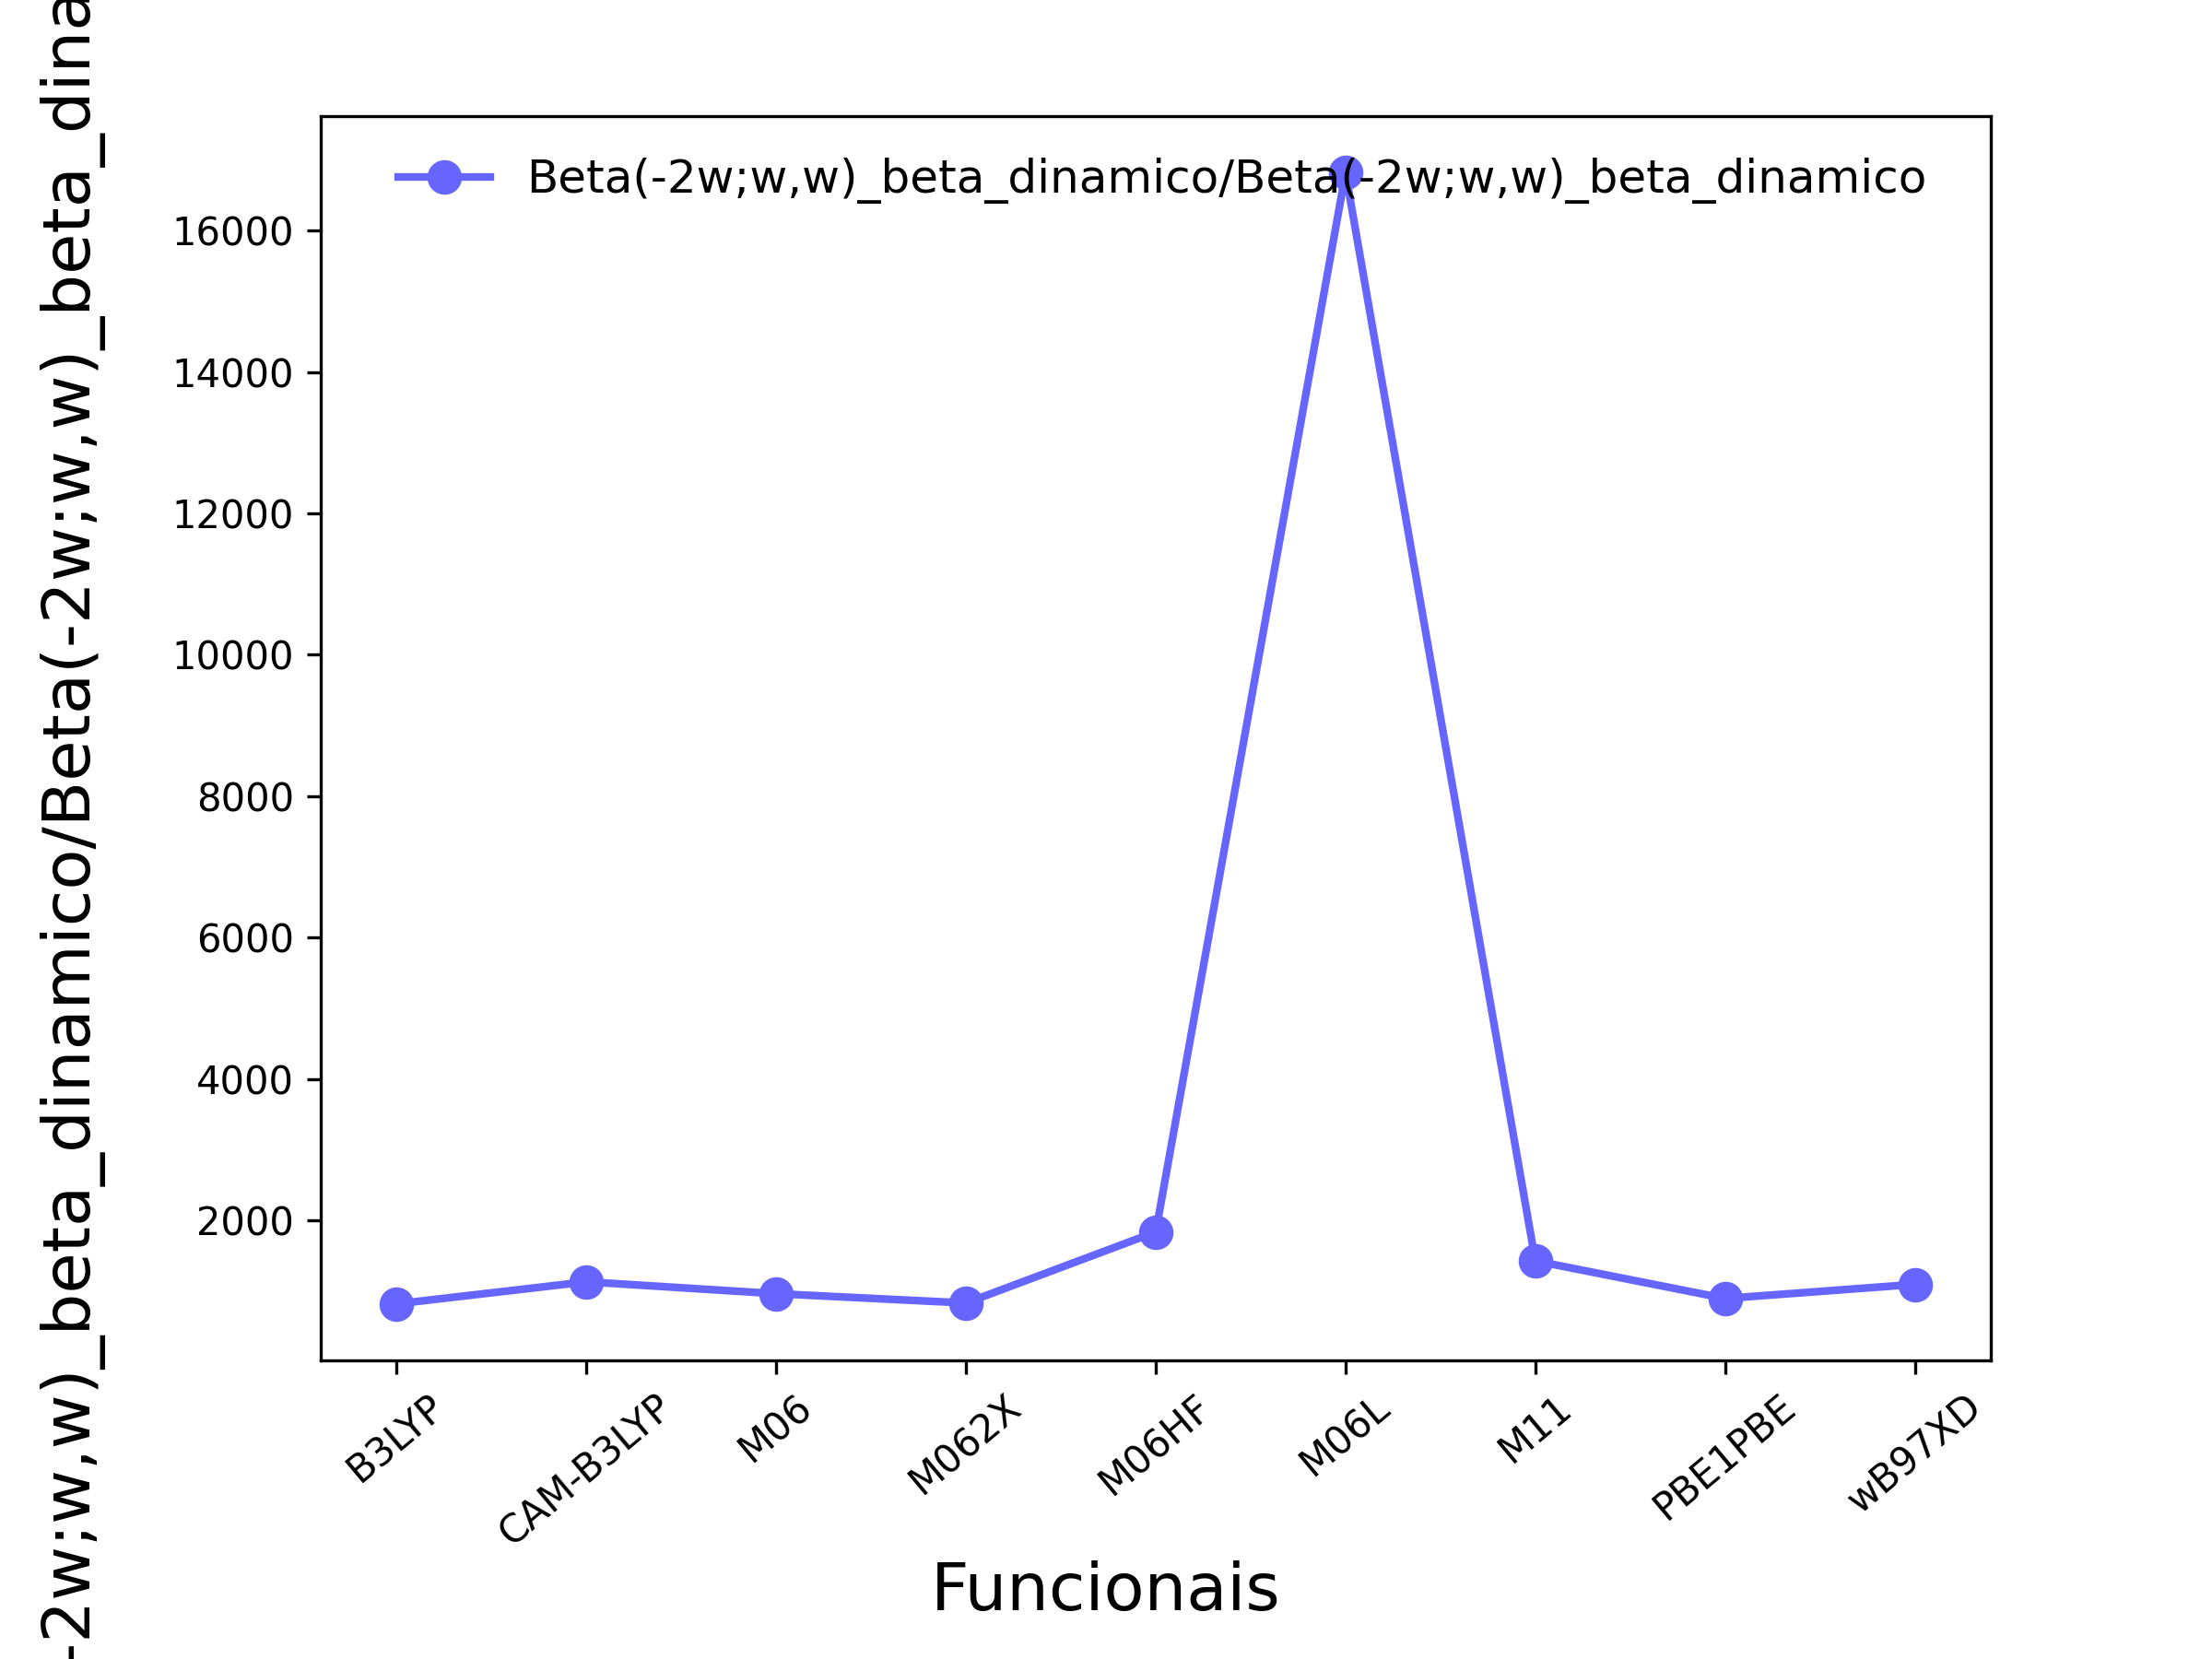 Beta(-2w;w,w)_beta_dinamico/Beta(-2w;w,w)_beta_dinamico
16000
14000
12000
10000
8000
6000
4000
2000
-2w;w,w)_beta_dinamico/Beta(-2w;w,w)_beta_dina
B3LYP
CAM-B3LYP
M06
M062X
M06HF
M06L
M11
PBE1PBE
wB97XD
Funcionais